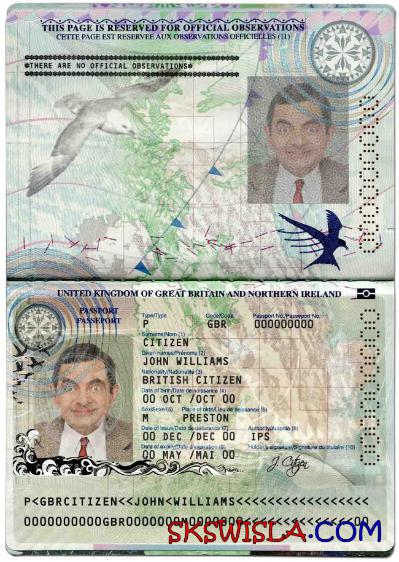 THIS PAGE IS RESERVED FOR OFFICIAL OBSERVATIONS
CETTE PAGE EST RESERVEE AUX OBSERVATIONS OFFICIELLES (11)
THERE ARE NO OFFICIAL OBSERVATIONS
UNITED KINGDOM OF GREAT BRITAIN AND NORTHERN IRELAND
PASSPORT
PASSEPORT
Type/Type
Code/Code
Passport No./Passeport No.
P
GBR
000000000
Surname/Nom (1)
CITIZEN
Given names/Prénoms (2)
JOHN WILLIAMS
Nationality/Nationalité (3)
BRITISH CITIZEN
Date of birth/Date de naissance (4)
00 OCT /OCT 00
Sex/Sexe (5)
Place of birth/Lieu de naissance (6)
M
PRESTON
Date of issue/Date de délivrance (7)
Authority/Autorité (8)
00 DEC /DEC 00
IPS
Date of expiry/Date d'expiration (9)
Holder's signature/Signature du titulaire (10)
00 MAY /MAI 00
J. Citizen
P<GBRCITIZEN<<JOHN<WILLIAMS<<<<<<<<<<<<<<<<<
SKSWISLA.COM